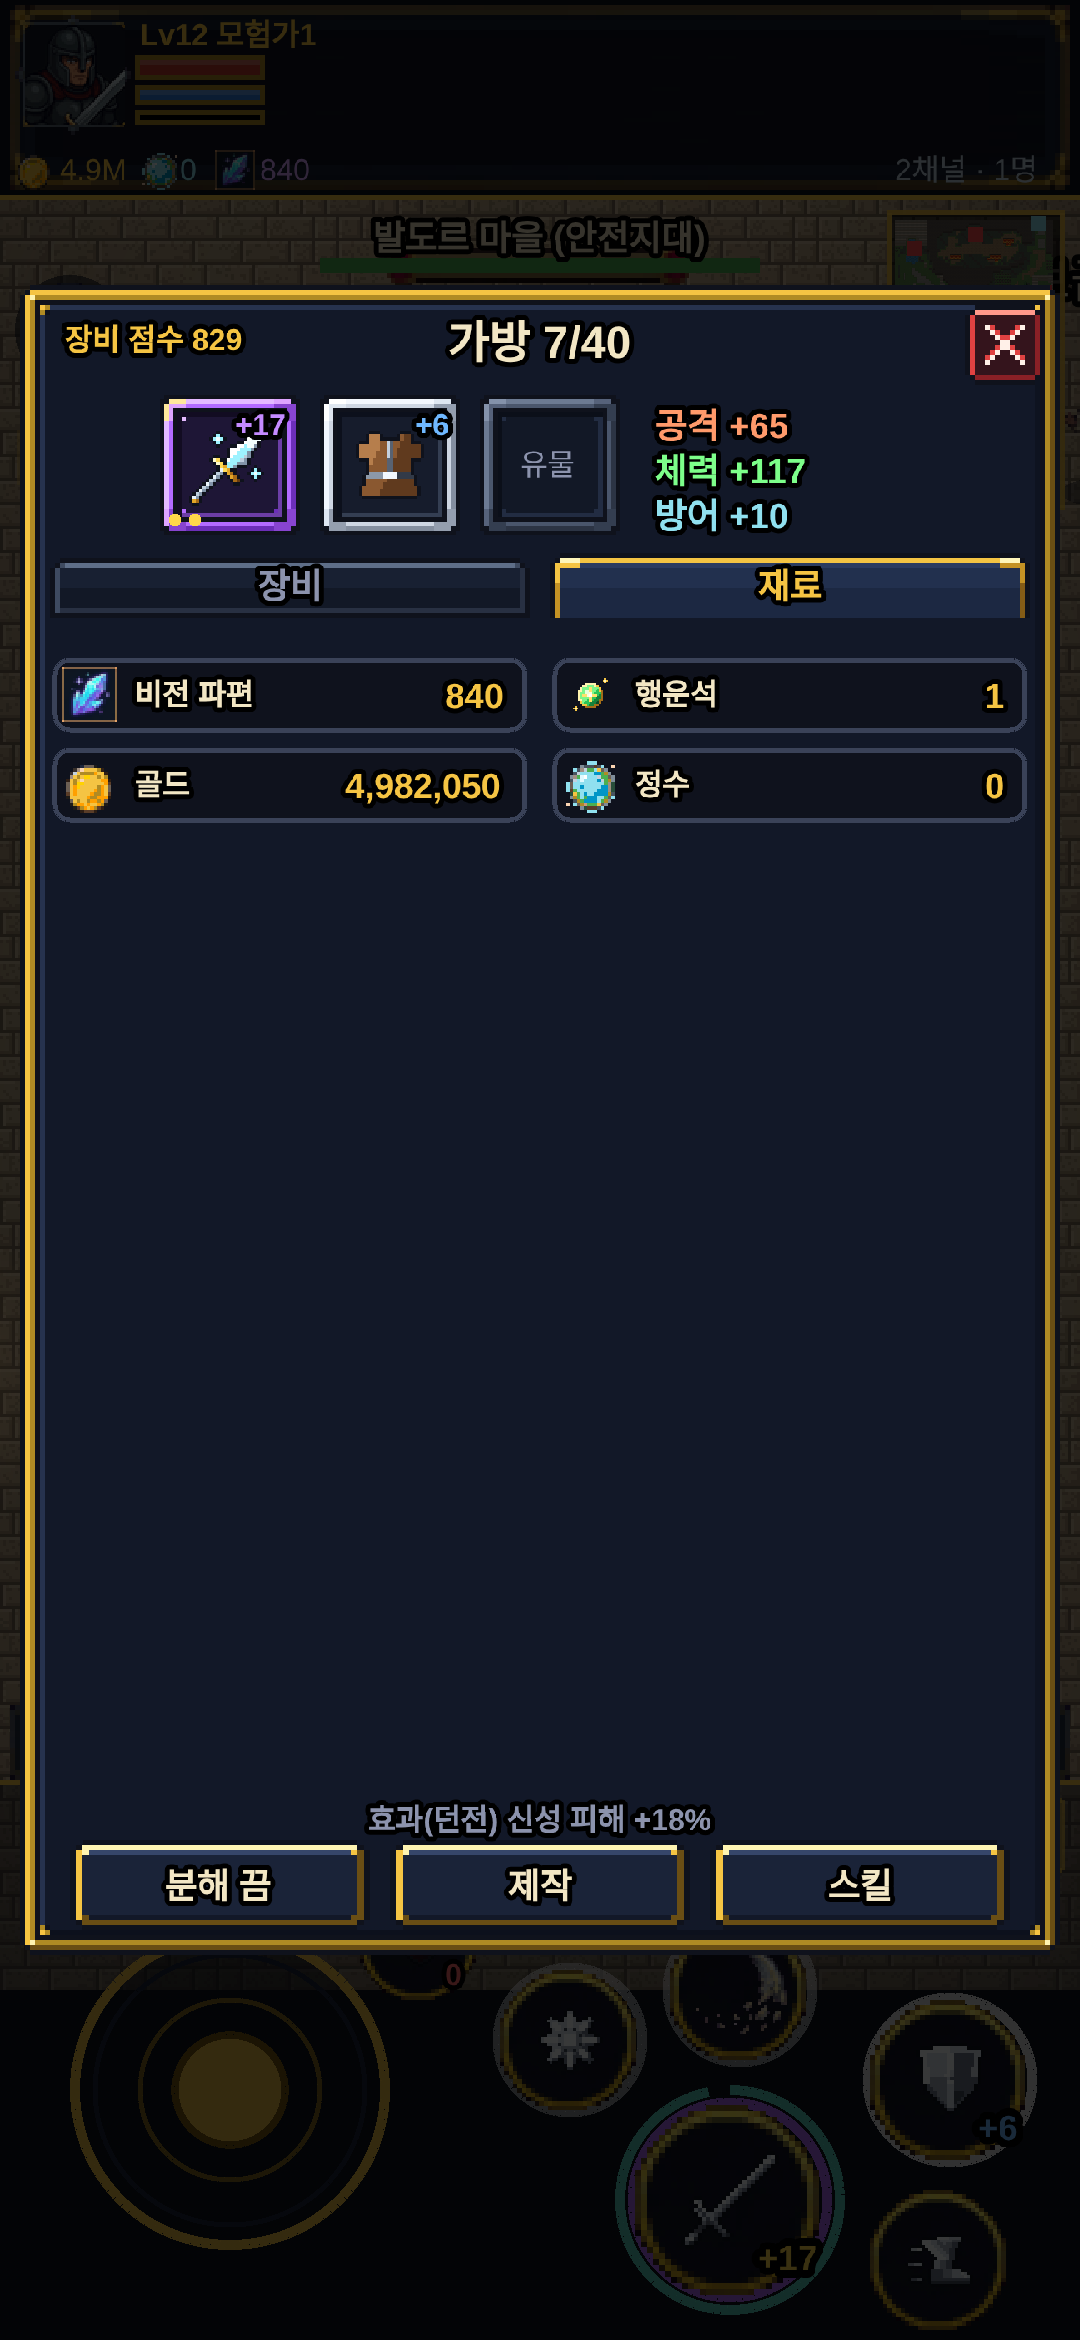 Lv12 모험가1
4.9M 0 840 2채널 · 1명
발도르 마을 (안전지대)
장비 점수 829
가방 7/40
+17
+6
유물
공격 +65
체력 +117
방어 +10
장비
재료
비전 파편 840
행운석 1
골드 4,982,050
정수 0
효과(던전) 신성 피해 +18%
분해 끔
제작
스킬
0
+6
+17